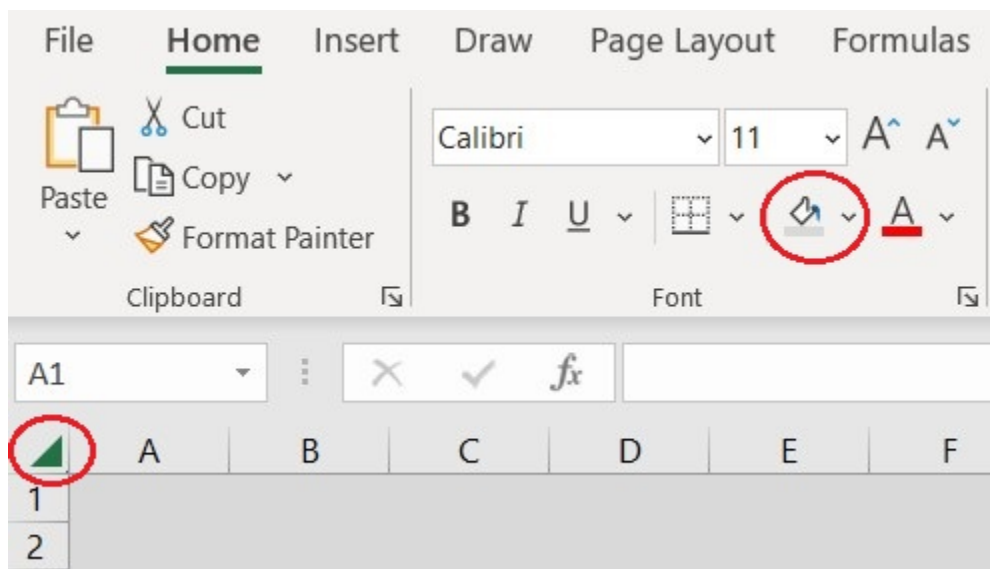 File Home Insert Draw Page Layout Formulas
Cut
Copy
Paste
Format Painter
Clipboard
Calibri 11 A A
B I U A
Font
A1 fx
A B C D E F
1
2